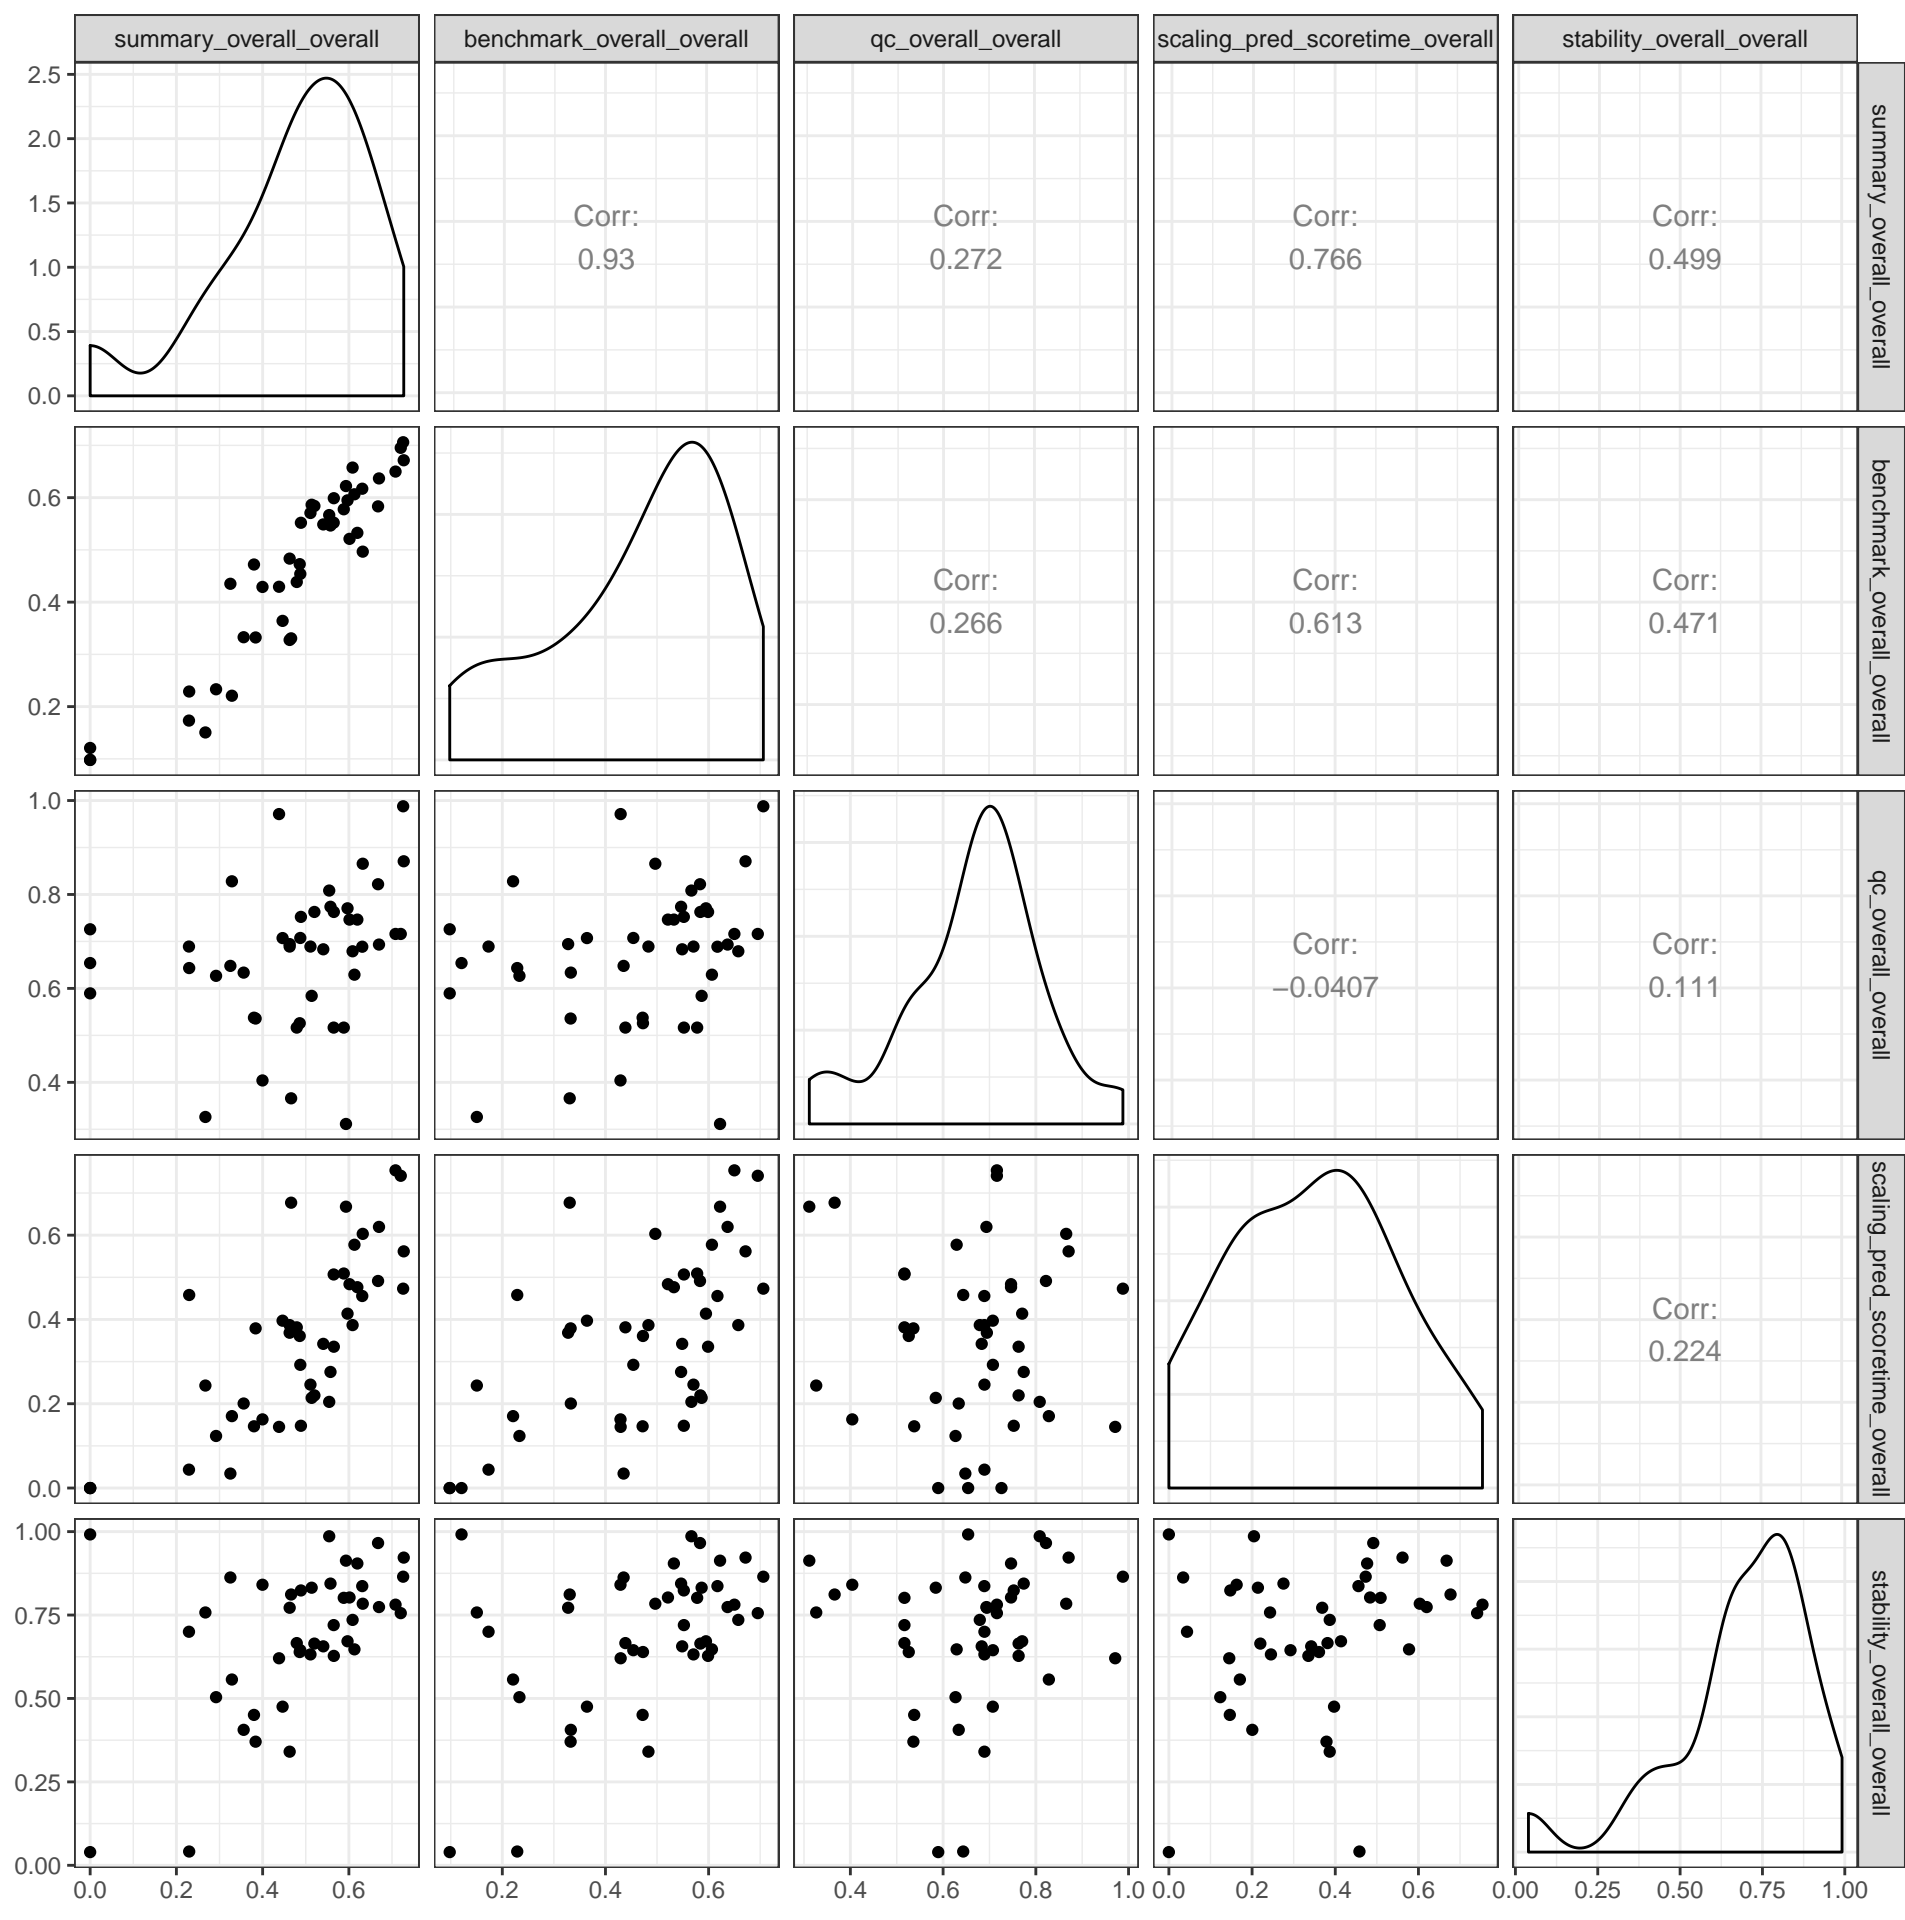 summary_overall_overall
benchmark_overall_overall
qc_overall_overall
scaling_pred_scoretime_overall
stability_overall_overall
2.5
2.0
1.5
1.0
0.5
0.0
Corr:
0.93
Corr:
0.272
Corr:
0.766
Corr:
0.499
summary_overall_overall
0.6
0.4
0.2
Corr:
0.266
Corr:
0.613
Corr:
0.471
benchmark_overall_overall
1.0
0.8
0.6
0.4
Corr:
−0.0407
Corr:
0.111
qc_overall_overall
0.6
0.4
0.2
0.0
Corr:
0.224
scaling_pred_scoretime_overall
1.00
0.75
0.50
0.25
0.00
stability_overall_overall
0.0 0.2 0.4 0.6
0.2 0.4 0.6
0.4 0.6 0.8 1.0
0.0 0.2 0.4 0.6
0.00 0.25 0.50 0.75 1.00